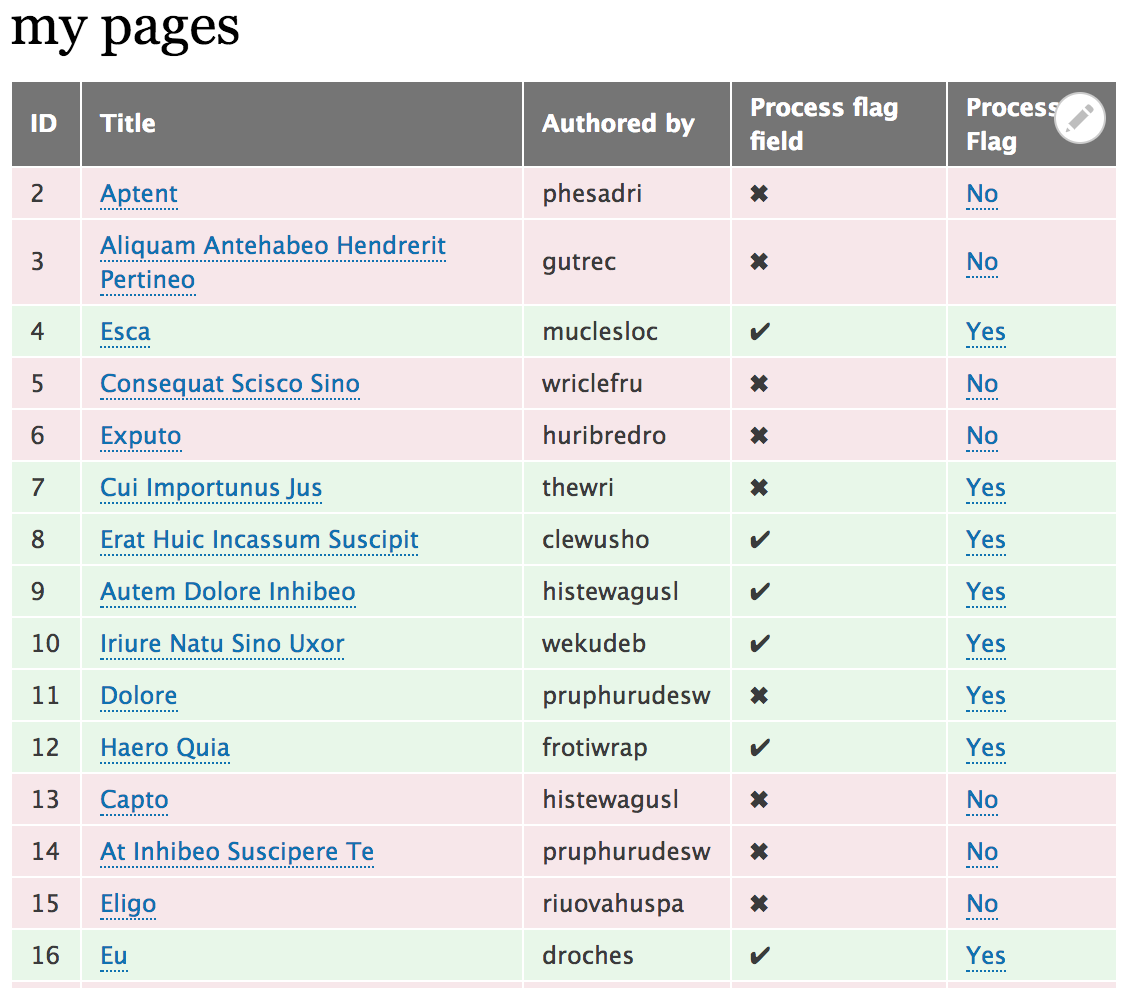 my pages
ID Title Authored by Process flag field Process Flag
2 Aptent phesadri ✖ No
3 Aliquam Antehabeo Hendrerit Pertineo gutrec ✖ No
4 Esca muclesloc ✔ Yes
5 Consequat Scisco Sino wriclefru ✖ No
6 Exputo huribredro ✖ No
7 Cui Importunus Jus thewri ✖ Yes
8 Erat Huic Incassum Suscipit clewusho ✔ Yes
9 Autem Dolore Inhibeo histewagusl ✔ Yes
10 Iriure Natu Sino Uxor wekudeb ✔ Yes
11 Dolore pruphurudesw ✖ Yes
12 Haero Quia frotiwrap ✔ Yes
13 Capto histewagusl ✖ No
14 At Inhibeo Suscipere Te pruphurudesw ✖ No
15 Eligo riuovahuspa ✖ No
16 Eu droches ✔ Yes